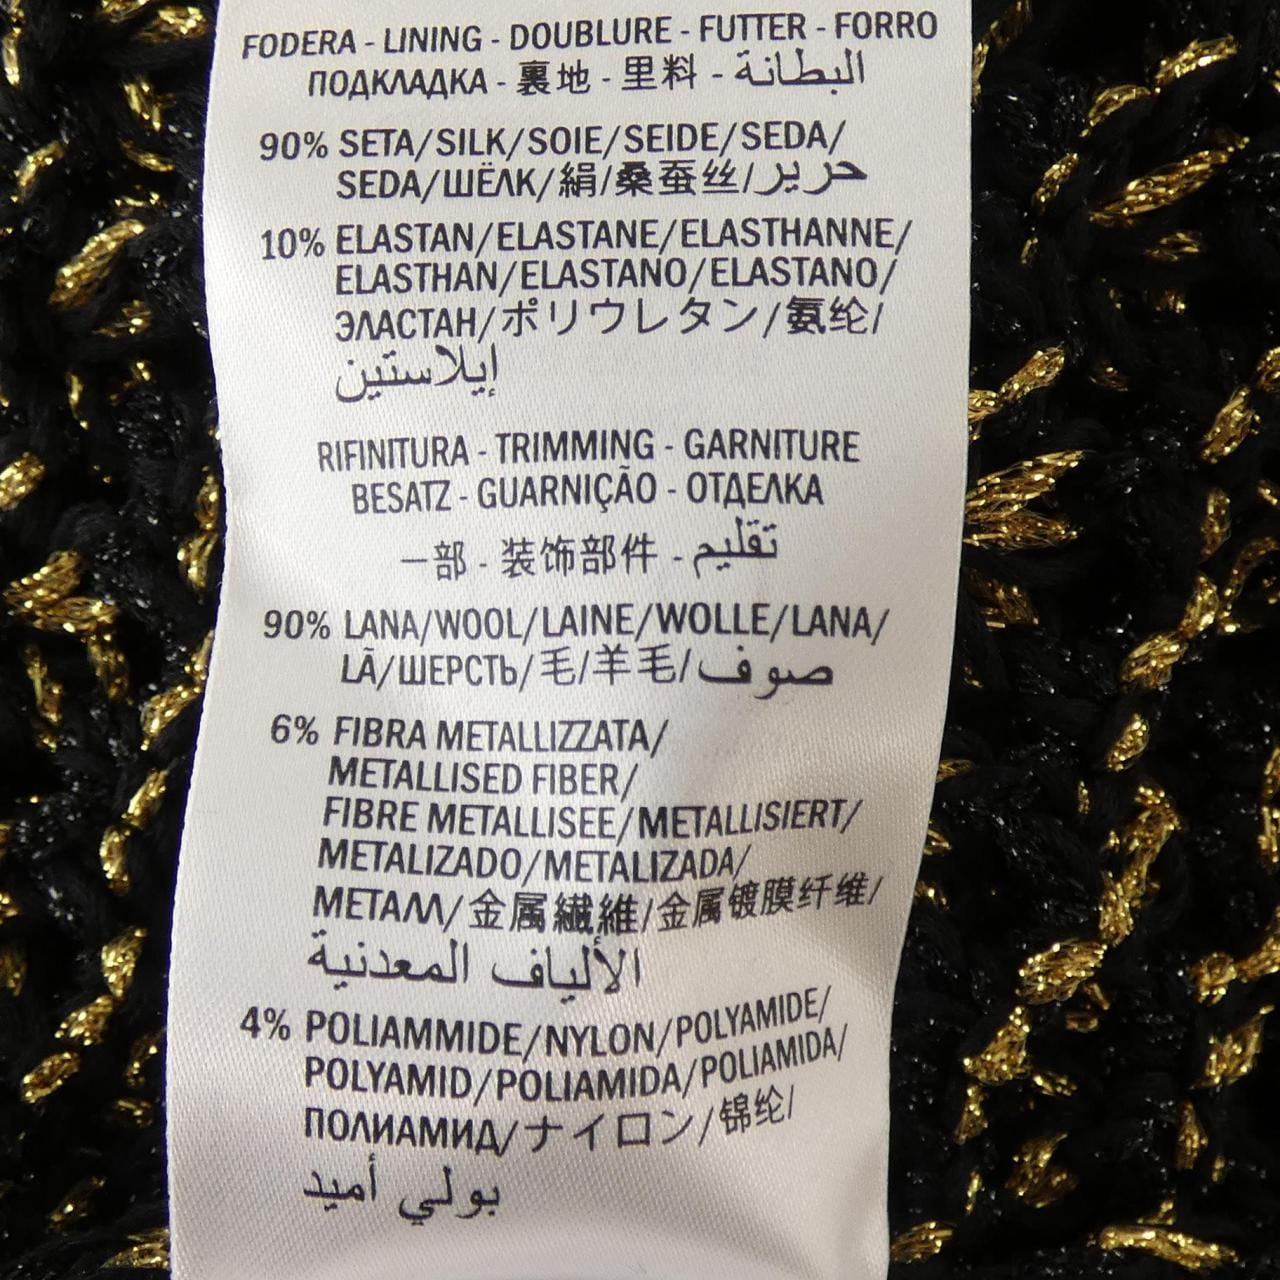 FODERA - LINING - DOUBLURE - FUTTER - FORRO
ПОДКЛАДКА - 裏地 - 里料 - البطانة
90% SETA/SILK/SOIE/SEIDE/SEDA/
SEDA/ШЁЛК/絹/桑蚕丝/حرير
10% ELASTAN/ELASTANE/ELASTHANNE/
ELASTHAN/ELASTANO/ELASTANO/
ЭЛАСТАН/ポリウレタン/氨纶/
إيلاستين
RIFINITURA - TRIMMING - GARNITURE
BESATZ - GUARNIÇÃO - ОТДЕЛКА
一部 - 装饰部件 - تقليم
90% LANA/WOOL/LAINE/WOLLE/LANA/
LÃ/ШЕРСТЬ/毛/羊毛/صوف
6% FIBRA METALLIZZATA/
METALLISED FIBER/
FIBRE METALLISEE/METALLISIERT/
METALIZADO/METALIZADA/
МЕТАЛЛ/金属繊維/金属镀膜纤维/
الألياف المعدنية
4% POLIAMMIDE/NYLON/POLYAMIDE/
POLYAMID/POLIAMIDA/POLIAMIDA/
ПОЛИАМИД/ナイロン/锦纶/
بولي أميد